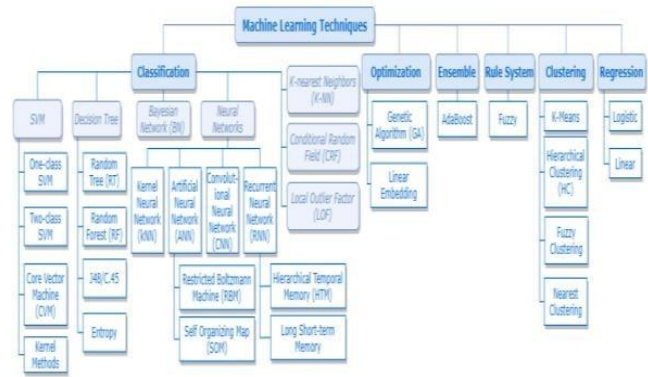 Machine Learning Techniques
Classification
Optimization
Ensemble
Rule System
Clustering
Regression
SVM
Decision Tree
Bayesian
Network (BN)
Neural
Networks
K-nearest Neighbors
(K-NN)
Conditional Random
Field (CRF)
Local Outlier Factor
(LOF)
One-class
SVM
Two-class
SVM
Core Vector
Machine
(CVM)
Kernel
Methods
Random
Tree (RT)
Random
Forest (RF)
J48/C.45
Entropy
Kernel
Neural
Network
(kNN)
Artificial
Neural
Network
(ANN)
Convolut-
ional
Neural
Network
(CNN)
Recurrent
Neural
Network
(RNN)
Restricted Boltzmann
Machine (RBM)
Self Organizing Map
(SOM)
Hierarchical Temporal
Memory (HTM)
Long Short-term
Memory
Genetic
Algorithm (GA)
Linear
Embedding
AdaBoost
Fuzzy
K-Means
Hierarchical
Clustering
(HC)
Fuzzy
Clustering
Nearest
Clustering
Logistic
Linear